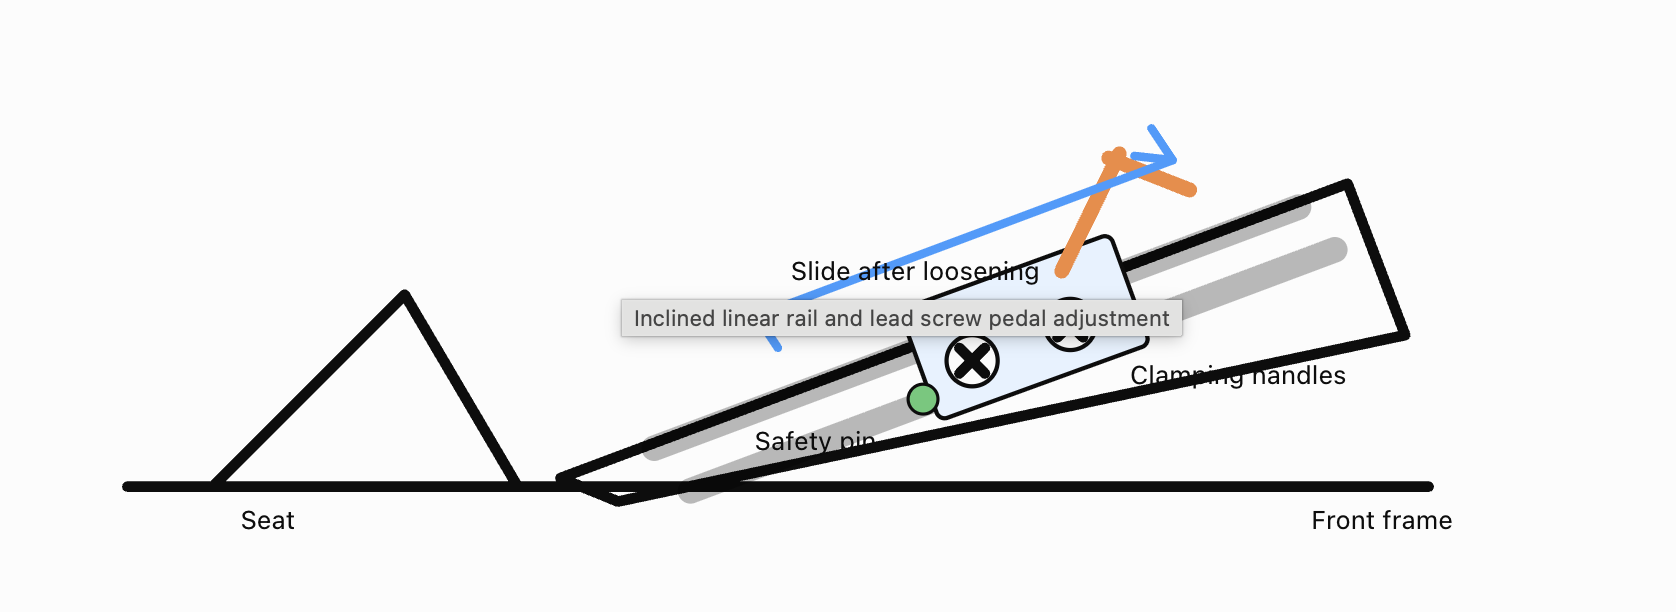 Slide after loosening
Inclined linear rail and lead screw pedal adjustment
Clamping handles
Safety pin
Seat
Front frame